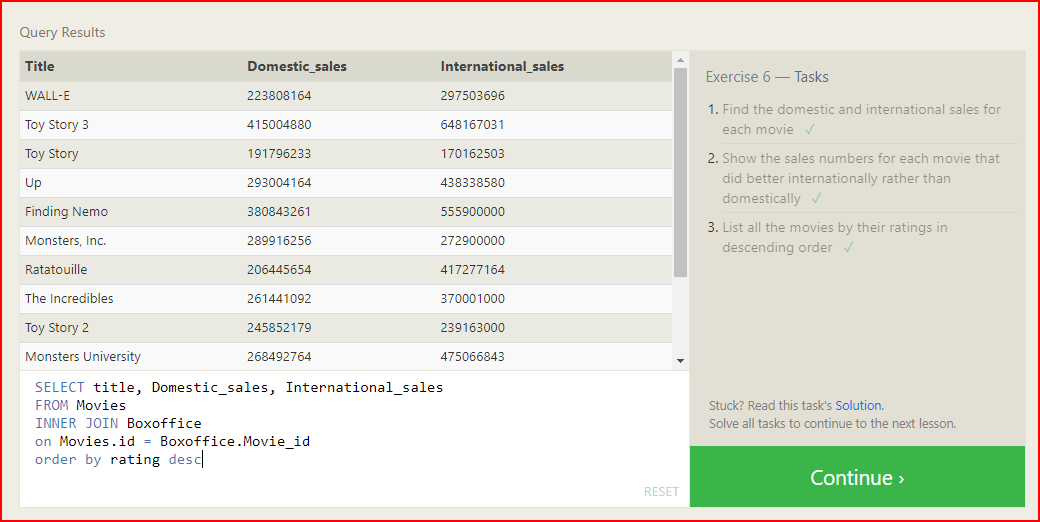 Query Results
Title Domestic_sales International_sales
WALL-E 223808164 297503696
Toy Story 3 415004880 648167031
Toy Story 191796233 170162503
Up 293004164 438338580
Finding Nemo 380843261 555900000
Monsters, Inc. 289916256 272900000
Ratatouille 206445654 417277164
The Incredibles 261441092 370001000
Toy Story 2 245852179 239163000
Monsters University 268492764 475066843
SELECT title, Domestic_sales, International_sales
FROM Movies
INNER JOIN Boxoffice
on Movies.id = Boxoffice.Movie_id
order by rating desc
RESET
Exercise 6 — Tasks
1. Find the domestic and international sales for
each movie ✓
2. Show the sales numbers for each movie that
did better internationally rather than
domestically ✓
3. List all the movies by their ratings in
descending order ✓
Stuck? Read this task's Solution.
Solve all tasks to continue to the next lesson.
Continue ›